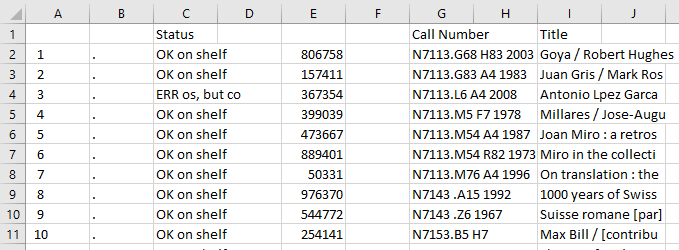 A B C D E F G H I J
1 Status Call Number Title
2 1 . OK on shelf 806758 N7113.G68 H83 2003 Goya / Robert Hughes
3 2 . OK on shelf 157411 N7113.G83 A4 1983 Juan Gris / Mark Ros
4 3 . ERR os, but co 367354 N7113.L6 A4 2008 Antonio Lpez Garca
5 4 . OK on shelf 399039 N7113.M5 F7 1978 Millares / Jose-Augu
6 5 . OK on shelf 473667 N7113.M54 A4 1987 Joan Miro : a retros
7 6 . OK on shelf 889401 N7113.M54 R82 1973 Miro in the collecti
8 7 . OK on shelf 50331 N7113.M76 A4 1996 On translation : the
9 8 . OK on shelf 976370 N7143 .A15 1992 1000 years of Swiss
10 9 . OK on shelf 544772 N7143 .Z6 1967 Suisse romane [par]
11 10 . OK on shelf 254141 N7153.B5 H7 Max Bill / [contribu